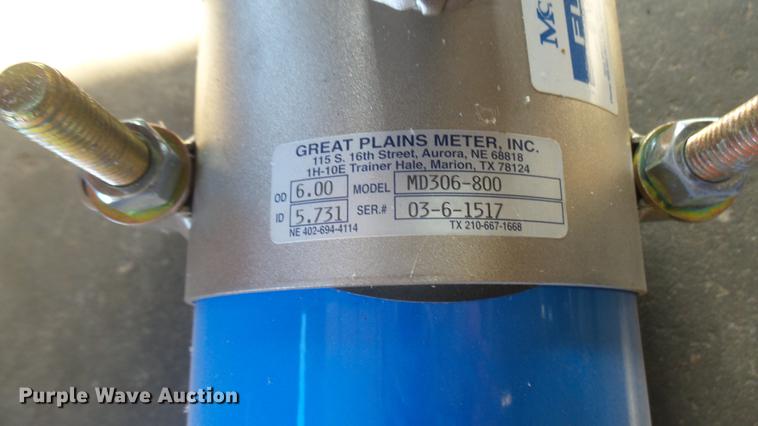 Mc
GREAT PLAINS METER, INC.
115 S. 16th Street, Aurora, NE 68818
1H-10E Trainer Hale, Marion, TX 78124
OD 6.00 MODEL MD306-800
ID 5.731 SER.# 03-6-1517
NE 402-694-4114 TX 210-667-1668
Purple Wave Auction®